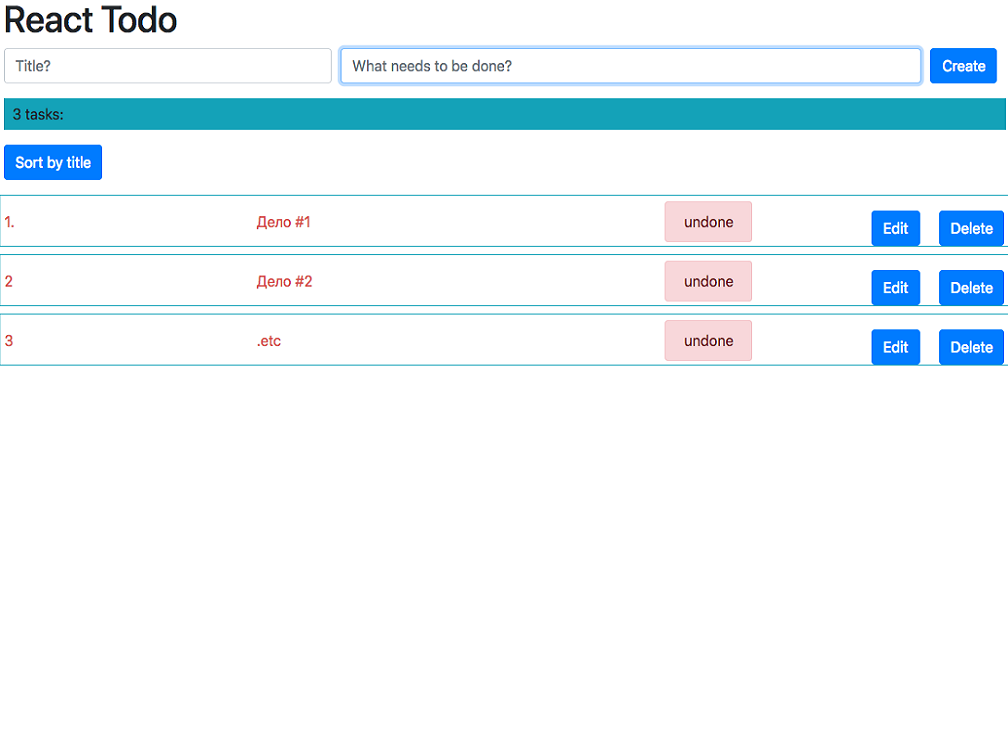 React Todo
Title? What needs to be done? Create
3 tasks:
Sort by title
1. Дело #1 undone Edit Delete
2 Дело #2 undone Edit Delete
3 .etc undone Edit Delete